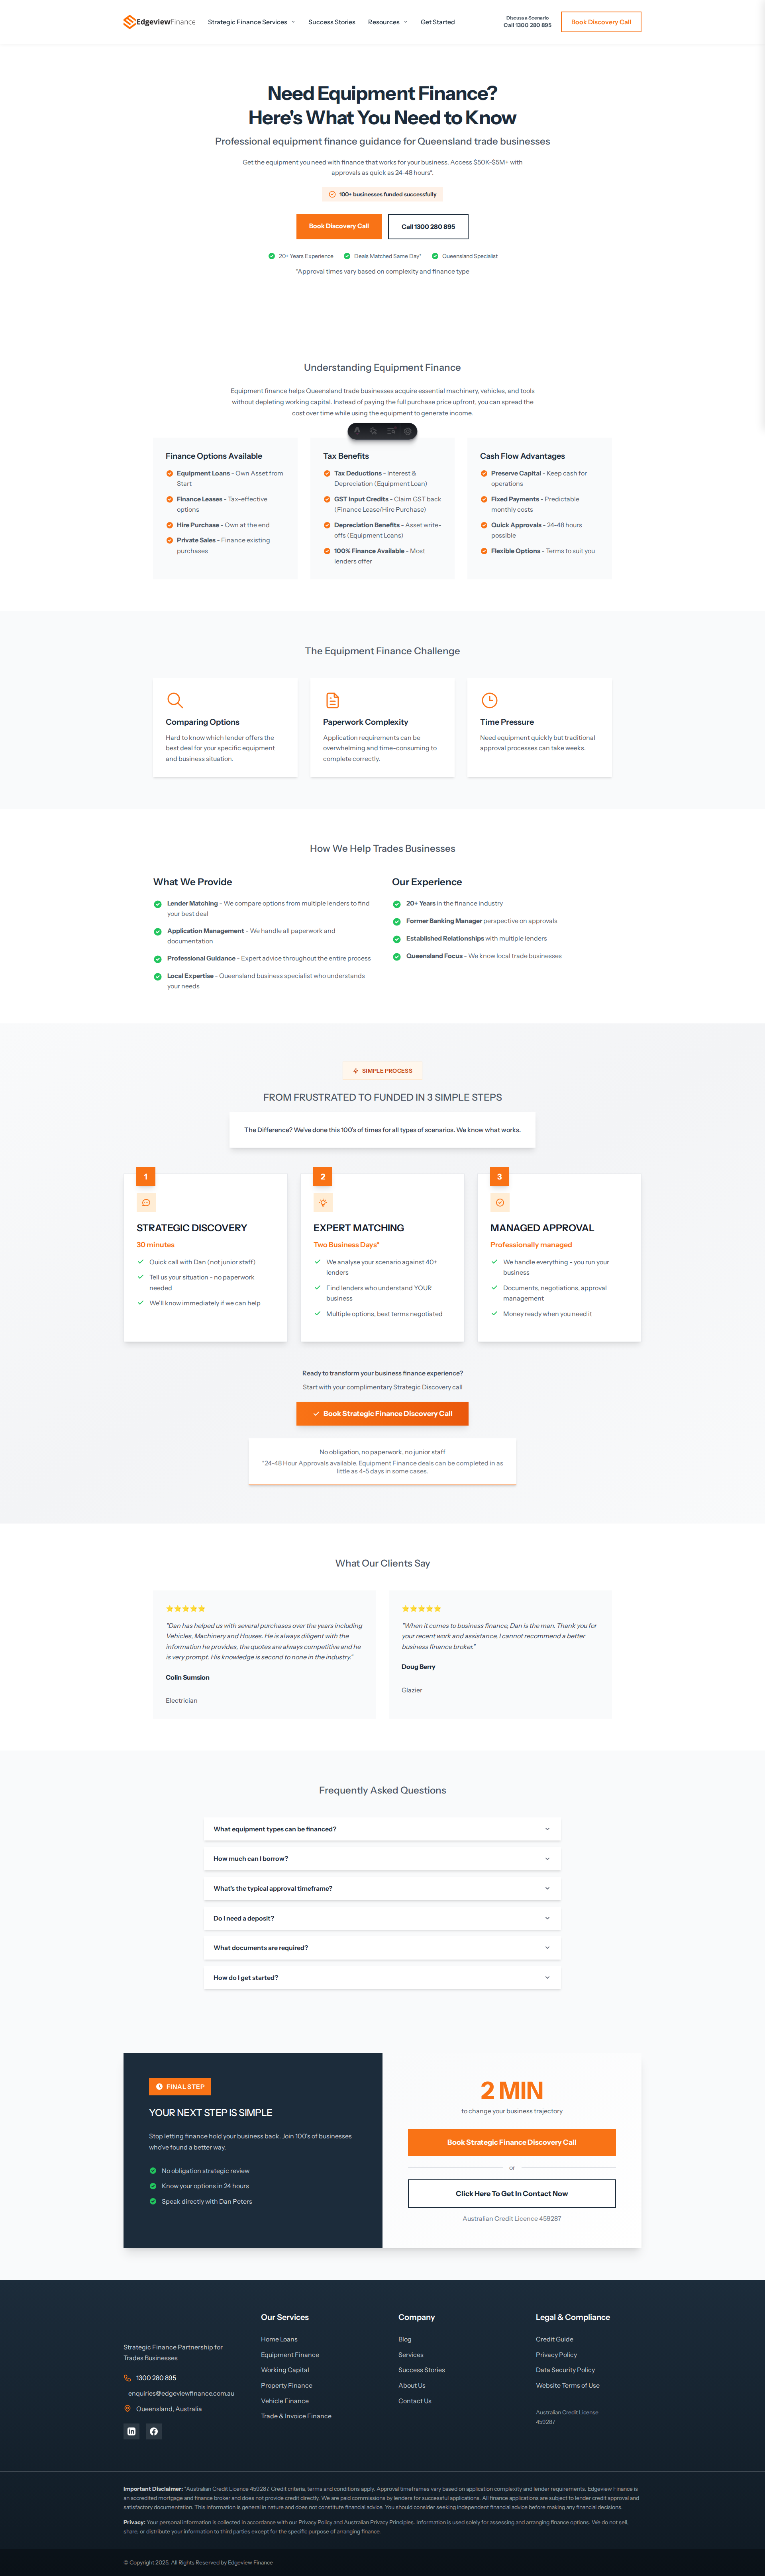 EdgeviewFinance
Strategic Finance Services
Success Stories
Resources
Get Started
Discuss a Scenario
Call 1300 280 895
Book Discovery Call
Need Equipment Finance?
Here's What You Need to Know
Professional equipment finance guidance for Queensland trade businesses
Get the equipment you need with finance that works for your business. Access $50K-$5M+ with
approvals as quick as 24-48 hours*.
100+ businesses funded successfully
Book Discovery Call
Call 1300 280 895
20+ Years Experience
Deals Matched Same Day*
Queensland Specialist
*Approval times vary based on complexity and finance type
Understanding Equipment Finance
Equipment finance helps Queensland trade businesses acquire essential machinery, vehicles, and tools
without depleting working capital. Instead of paying the full purchase price upfront, you can spread the
cost over time while using the equipment to generate income.
Finance Options Available
Equipment Loans - Own Asset from
Start
Finance Leases - Tax-effective
options
Hire Purchase - Own at the end
Private Sales - Finance existing
purchases
Tax Benefits
Tax Deductions - Interest &
Depreciation (Equipment Loan)
GST Input Credits - Claim GST back
(Finance Lease/Hire Purchase)
Depreciation Benefits - Asset write-
offs (Equipment Loans)
100% Finance Available - Most
lenders offer
Cash Flow Advantages
Preserve Capital - Keep cash for
operations
Fixed Payments - Predictable
monthly costs
Quick Approvals - 24-48 hours
possible
Flexible Options - Terms to suit you
The Equipment Finance Challenge
Comparing Options
Hard to know which lender offers the
best deal for your specific equipment
and business situation.
Paperwork Complexity
Application requirements can be
overwhelming and time-consuming to
complete correctly.
Time Pressure
Need equipment quickly but traditional
approval processes can take weeks.
How We Help Trades Businesses
What We Provide
Lender Matching - We compare options from multiple lenders to find
your best deal
Application Management - We handle all paperwork and
documentation
Professional Guidance - Expert advice throughout the entire process
Local Expertise - Queensland business specialist who understands
your needs
Our Experience
20+ Years in the finance industry
Former Banking Manager perspective on approvals
Established Relationships with multiple lenders
Queensland Focus - We know local trade businesses
SIMPLE PROCESS
FROM FRUSTRATED TO FUNDED IN 3 SIMPLE STEPS
The Difference? We've done this 100's of times for all types of scenarios. We know what works.
1
STRATEGIC DISCOVERY
30 minutes
Quick call with Dan (not junior staff)
Tell us your situation - no paperwork
needed
We'll know immediately if we can help
2
EXPERT MATCHING
Two Business Days*
We analyse your scenario against 40+
lenders
Find lenders who understand YOUR
business
Multiple options, best terms negotiated
3
MANAGED APPROVAL
Professionally managed
We handle everything - you run your
business
Documents, negotiations, approval
management
Money ready when you need it
Ready to transform your business finance experience?
Start with your complimentary Strategic Discovery call
Book Strategic Finance Discovery Call
No obligation, no paperwork, no junior staff
*24-48 Hour Approvals available. Equipment Finance deals can be completed in as
little as 4-5 days in some cases.
What Our Clients Say
"Dan has helped us with several purchases over the years including
Vehicles, Machinery and Houses. He is always diligent with the
information he provides, the quotes are always competitive and he
is very prompt. His knowledge is second to none in the industry."
Colin Sumsion
Electrician
"When it comes to business finance, Dan is the man. Thank you for
your recent work and assistance, I cannot recommend a better
business finance broker."
Doug Berry
Glazier
Frequently Asked Questions
What equipment types can be financed?
How much can I borrow?
What's the typical approval timeframe?
Do I need a deposit?
What documents are required?
How do I get started?
FINAL STEP
YOUR NEXT STEP IS SIMPLE
Stop letting finance hold your business back. Join 100's of businesses
who've found a better way.
No obligation strategic review
Know your options in 24 hours
Speak directly with Dan Peters
2 MIN
to change your business trajectory
Book Strategic Finance Discovery Call
or
Click Here To Get In Contact Now
Australian Credit Licence 459287
Strategic Finance Partnership for
Trades Businesses
1300 280 895
enquiries@edgeviewfinance.com.au
Queensland, Australia
Our Services
Home Loans
Equipment Finance
Working Capital
Property Finance
Vehicle Finance
Trade & Invoice Finance
Company
Blog
Services
Success Stories
About Us
Contact Us
Legal & Compliance
Credit Guide
Privacy Policy
Data Security Policy
Website Terms of Use
Australian Credit License
459287
Important Disclaimer: *Australian Credit Licence 459287. Credit criteria, terms and conditions apply. Approval timeframes vary based on application complexity and lender requirements. Edgeview Finance is
an accredited mortgage and finance broker and does not provide credit directly. We are paid commissions by lenders for successful applications. All finance applications are subject to lender credit approval and
satisfactory documentation. This information is general in nature and does not constitute financial advice. You should consider seeking independent financial advice before making any financial decisions.
Privacy: Your personal information is collected in accordance with our Privacy Policy and Australian Privacy Principles. Information is used solely for assessing and arranging finance options. We do not sell,
share, or distribute your information to third parties except for the specific purpose of arranging finance.
© Copyright 2025, All Rights Reserved by Edgeview Finance